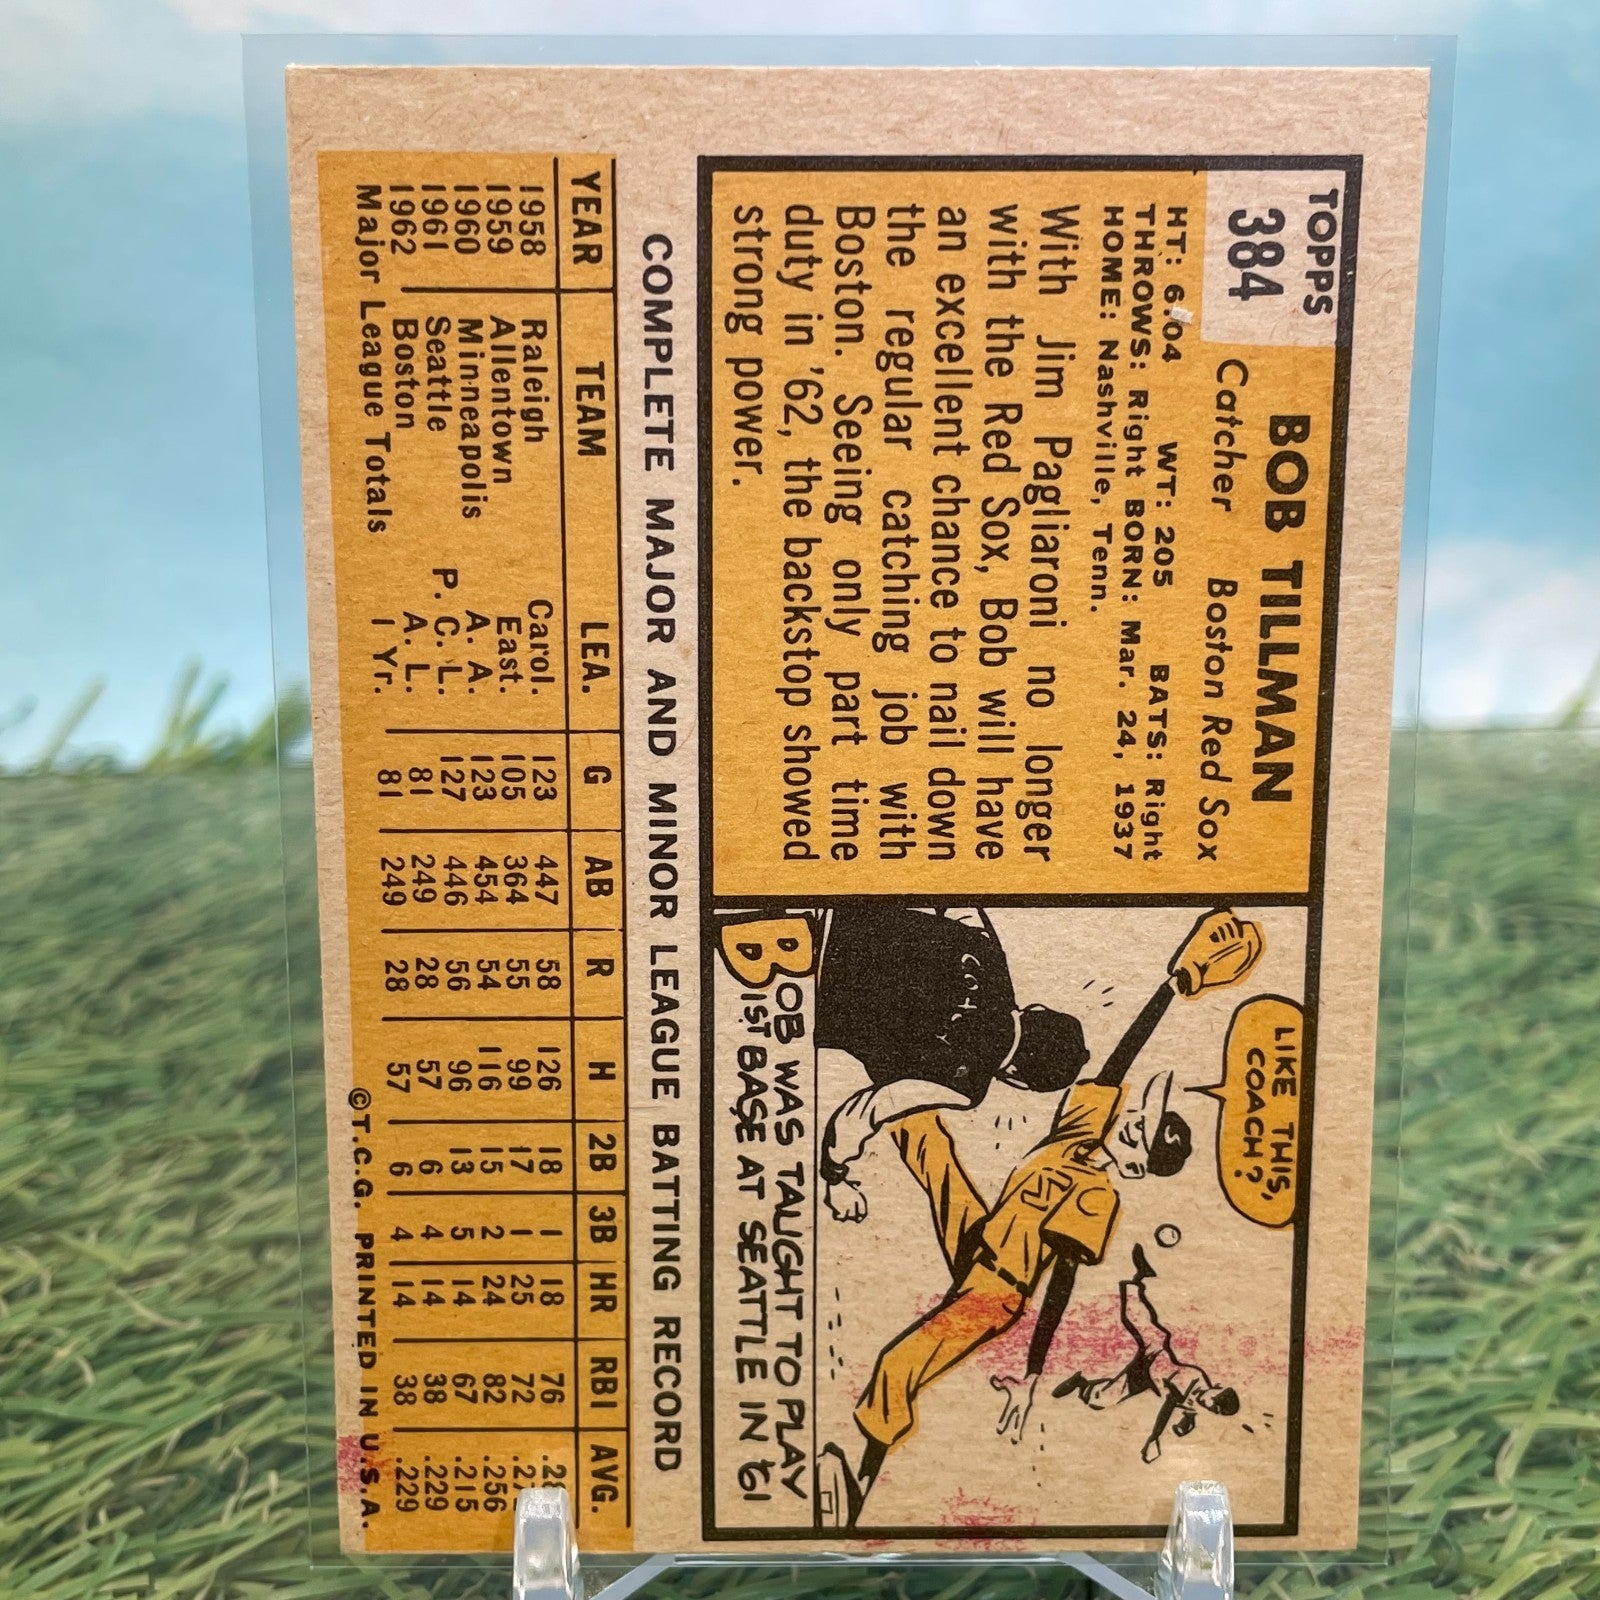 TOPPS
384
BOB TILLMAN
Catcher Boston Red Sox
HT: 6:04 WT: 205 BATS: Right
THROWS: Right BORN: Mar. 24, 1937
HOME: Nashville, Tenn.
With Jim Pagliaroni no longer
with the Red Sox, Bob will have
an excellent chance to nail down
the regular catching job with
Boston. Seeing only part time
duty in '62, the backstop showed
strong power.
LIKE THIS,
COACH?
COACH
S
BOB WAS TAUGHT TO PLAY
1ST BASE AT SEATTLE IN '61
COMPLETE MAJOR AND MINOR LEAGUE BATTING RECORD
YEAR TEAM LEA. G AB R H 2B 3B HR RBI AVG.
1958 Raleigh Carol. 123 447 58 126 18 1 18 76
1959 Allentown East. 105 364 55 99 17 1 25 72
1960 Minneapolis A. A. 123 454 54 116 15 2 24 82 .256
1961 Seattle P. C. L. 127 446 56 96 13 5 14 67 .215
1962 Boston A. L. 81 249 28 57 6 4 14 38 .229
Major League Totals 1 Yr. 81 249 28 57 6 4 14 38 .229
©T.C.G. PRINTED IN U.S.A.